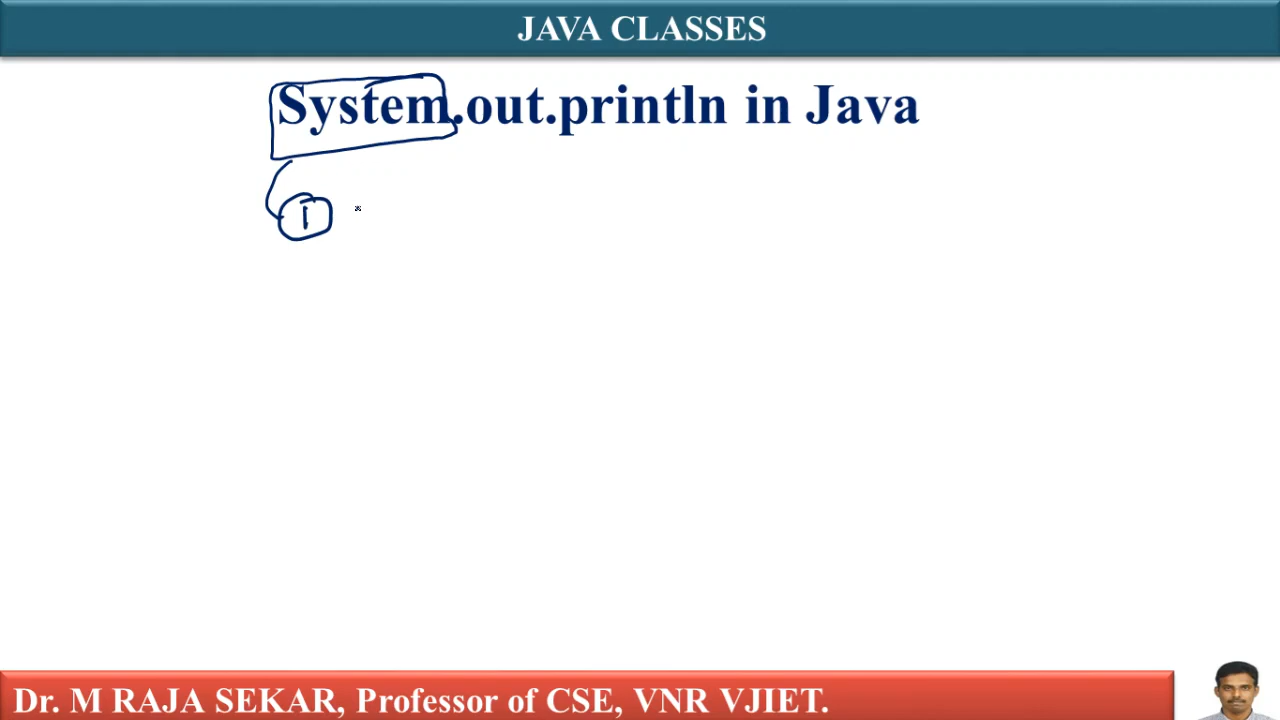 JAVA CLASSES
System.out.println in Java
1
Dr. M RAJA SEKAR, Professor of CSE, VNR VJIET.